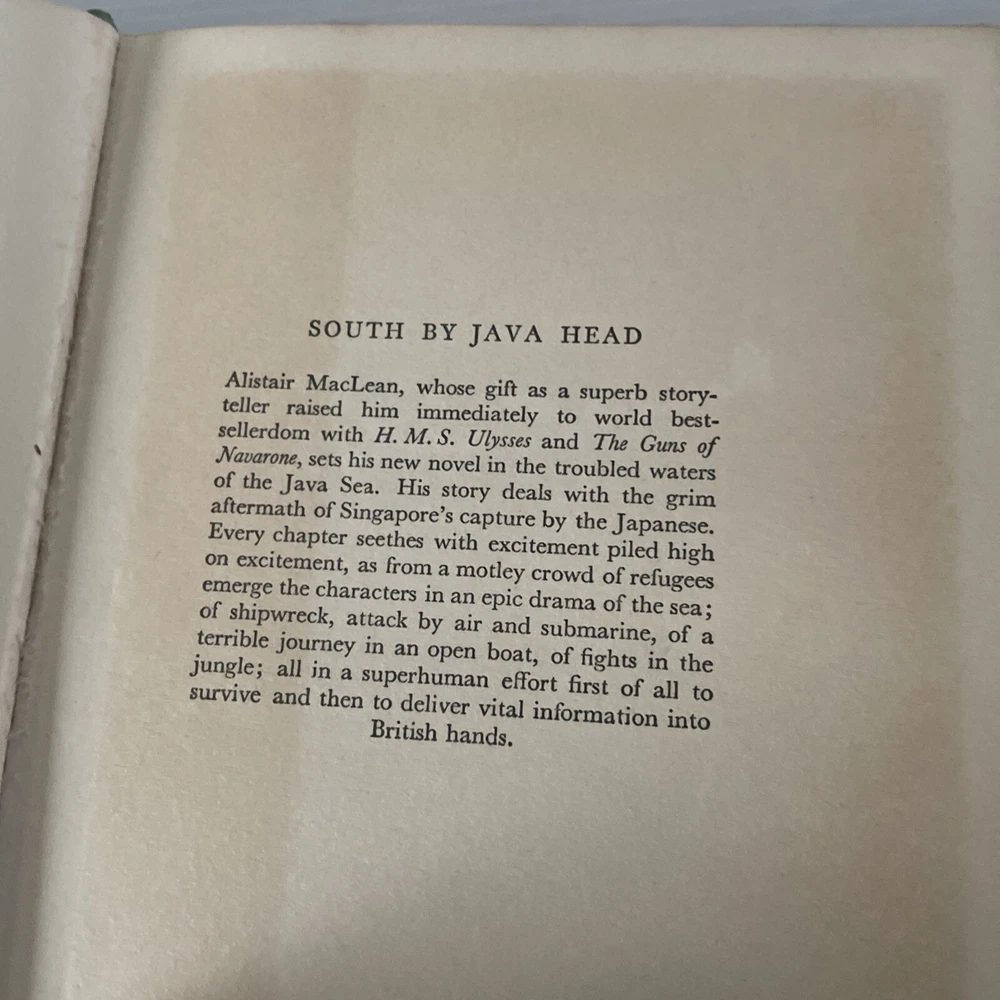 SOUTH BY JAVA HEAD
Alistair MacLean, whose gift as a superb story-
teller raised him immediately to world best-
sellerdom with H. M. S. Ulysses and The Guns of
Navarone, sets his new novel in the troubled waters
of the Java Sea. His story deals with the grim
aftermath of Singapore's capture by the Japanese.
Every chapter seethes with excitement piled high
on excitement, as from a motley crowd of refugees
emerge the characters in an epic drama of the sea;
of shipwreck, attack by air and submarine, of a
terrible journey in an open boat, of fights in the
jungle; all in a superhuman effort first of all to
survive and then to deliver vital information into
British hands.